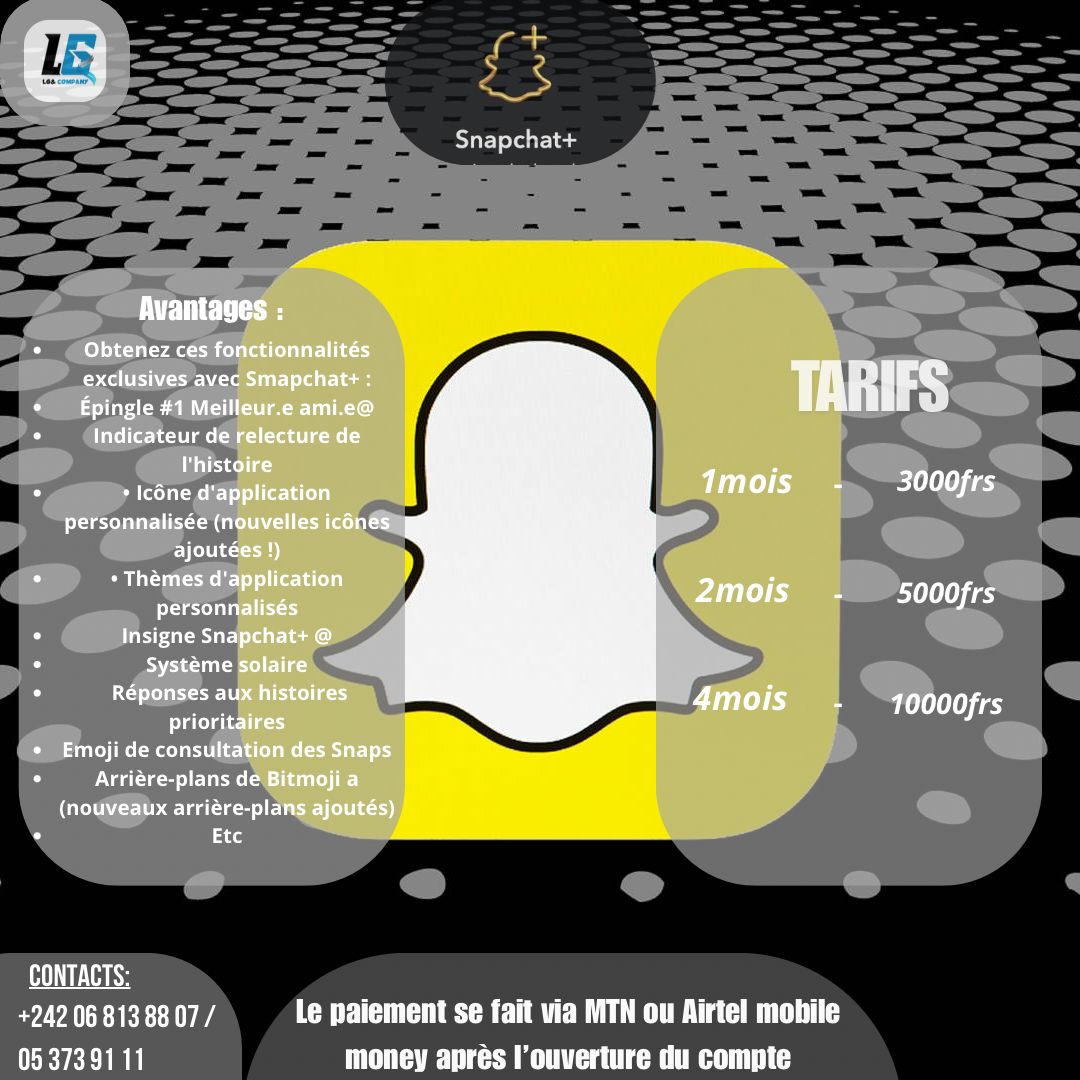 LG& COMPANY
Snapchat+
Avantages :
• Obtenez ces fonctionnalités
exclusives avec Smapchat+ :
• Épingle #1 Meilleur.e ami.e@
• Indicateur de relecture de
l'histoire
• • Icône d'application
personnalisée (nouvelles icônes
ajoutées !)
• • Thèmes d'application
personnalisés
• Insigne Snapchat+ @
• Système solaire
• Réponses aux histoires
prioritaires
• Emoji de consultation des Snaps
• Arrière-plans de Bitmoji a
(nouveaux arrière-plans ajoutés)
• Etc
TARIFS
1mois - 3000frs
2mois - 5000frs
4mois - 10000frs
CONTACTS:
+242 06 813 88 07 /
05 373 91 11
Le paiement se fait via MTN ou Airtel mobile
money après l'ouverture du compte